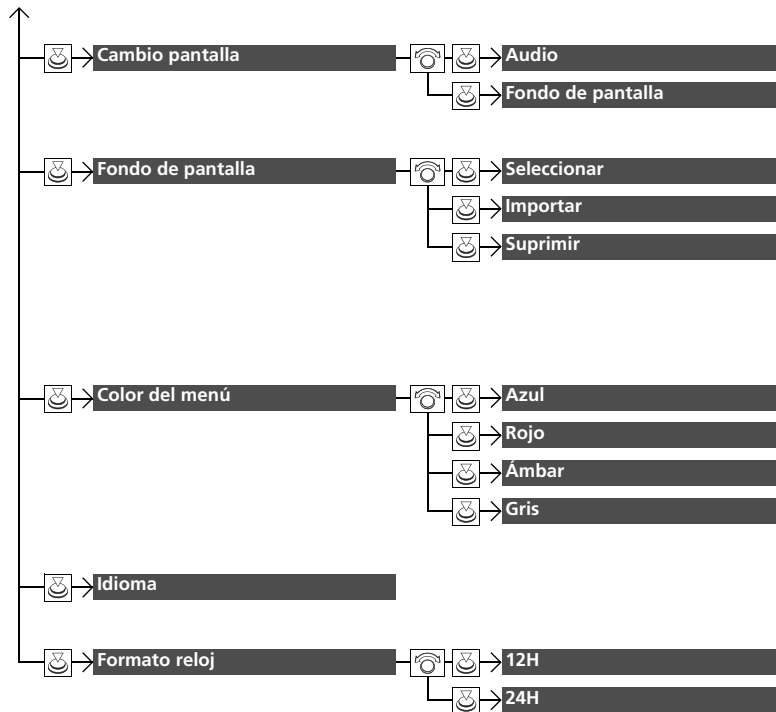 Cambio pantalla
Audio
Fondo de pantalla
Fondo de pantalla
Seleccionar
Importar
Suprimir
Color del menú
Azul
Rojo
Ámbar
Gris
Idioma
Formato reloj
12H
24H